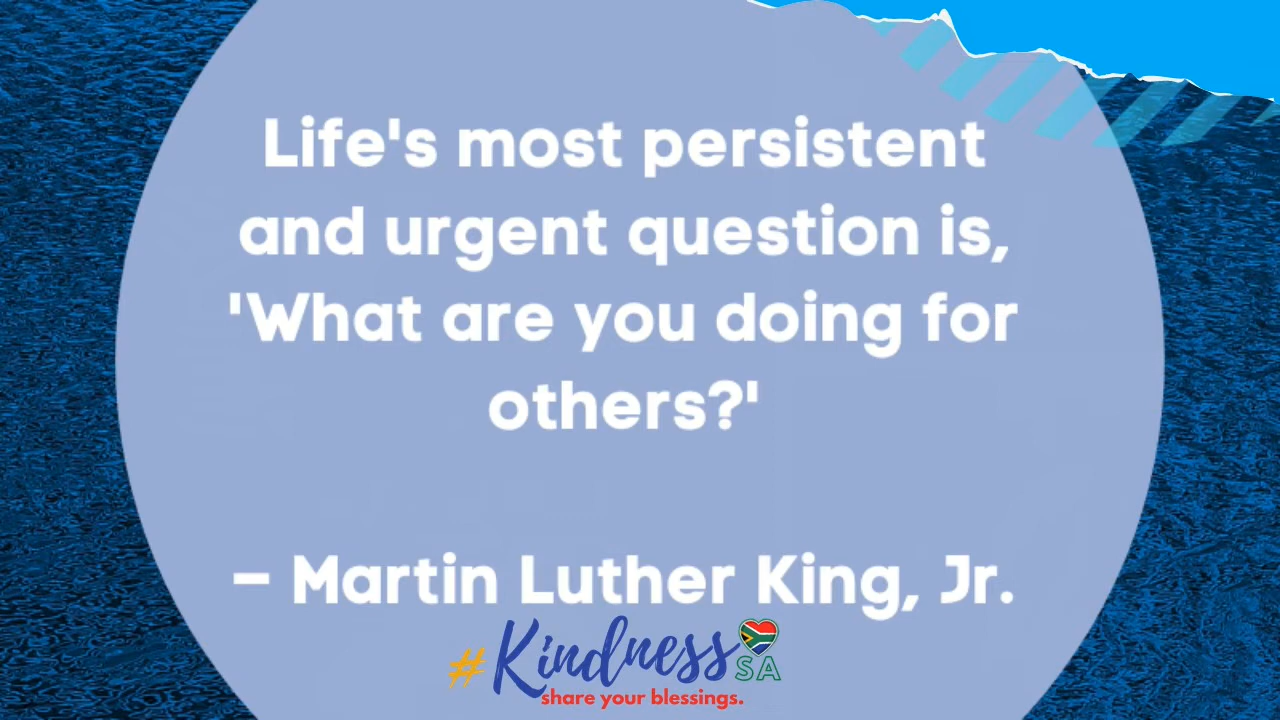 Life's most persistent
and urgent question is,
'What are you doing for
others?'
– Martin Luther King, Jr.
#Kindness SA
share your blessings.